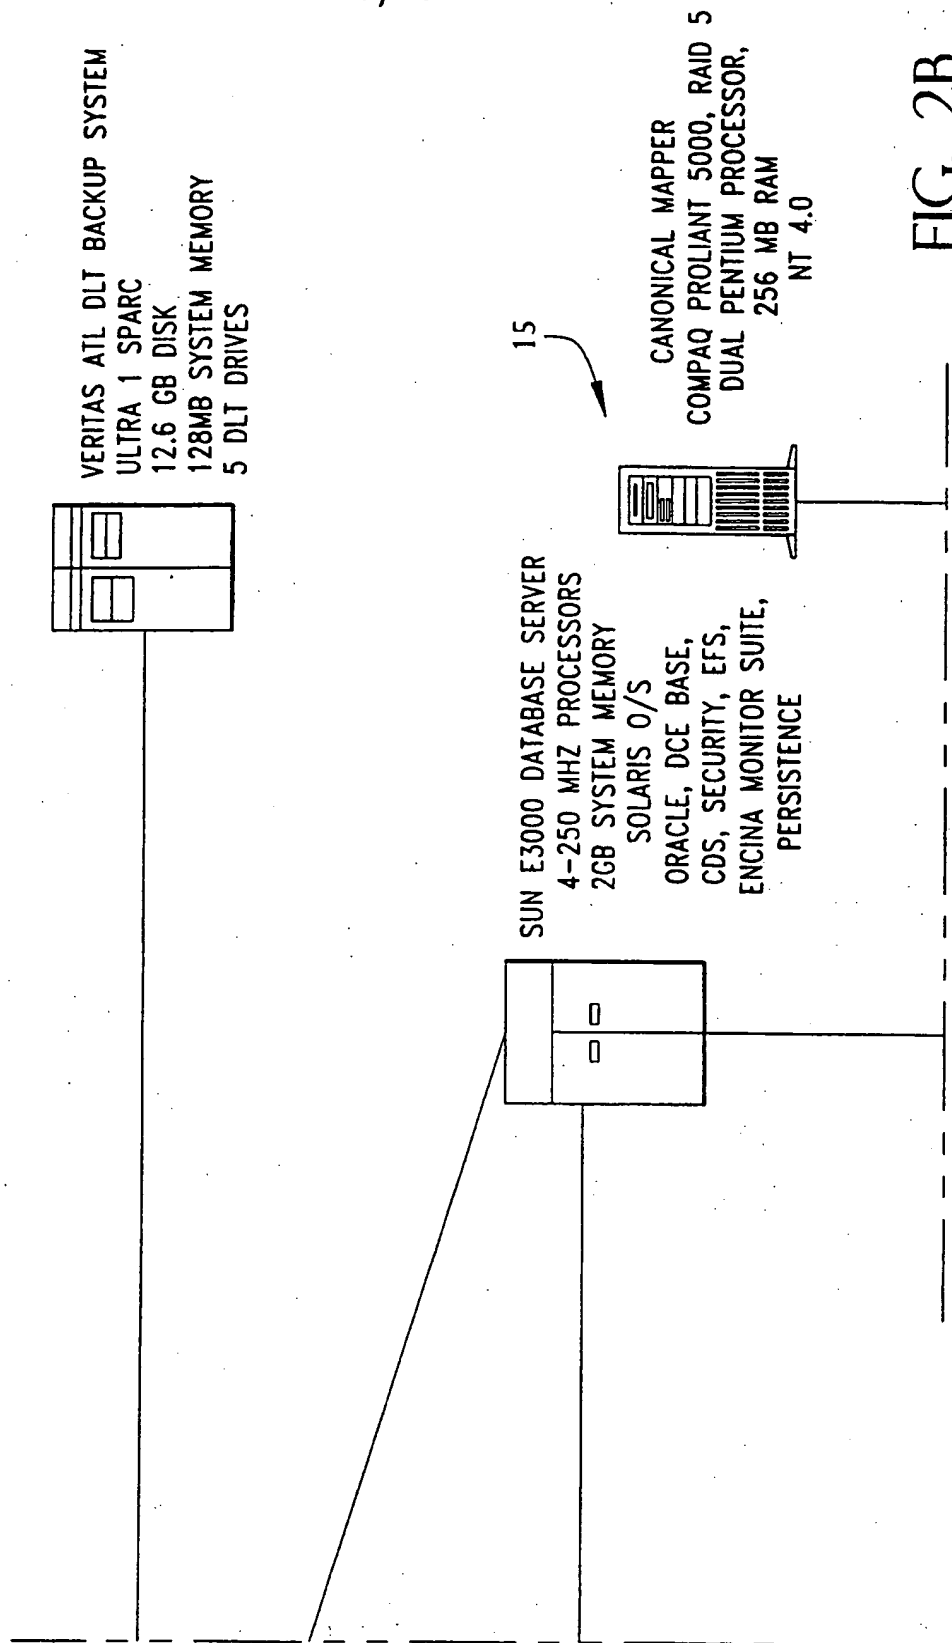 VERITAS ATL DLT BACKUP SYSTEM
ULTRA 1 SPARC
12.6 GB DISK
128MB SYSTEM MEMORY
5 DLT DRIVES
SUN E3000 DATABASE SERVER
4-250 MHZ PROCESSORS
2GB SYSTEM MEMORY
SOLARIS O/S
ORACLE, DCE BASE,
CDS, SECURITY, EFS,
ENCINA MONITOR SUITE,
PERSISTENCE
15
CANONICAL MAPPER
COMPAQ PROLIANT 5000, RAID 5
DUAL PENTIUM PROCESSOR,
256 MB RAM
NT 4.0
FIG. 2B